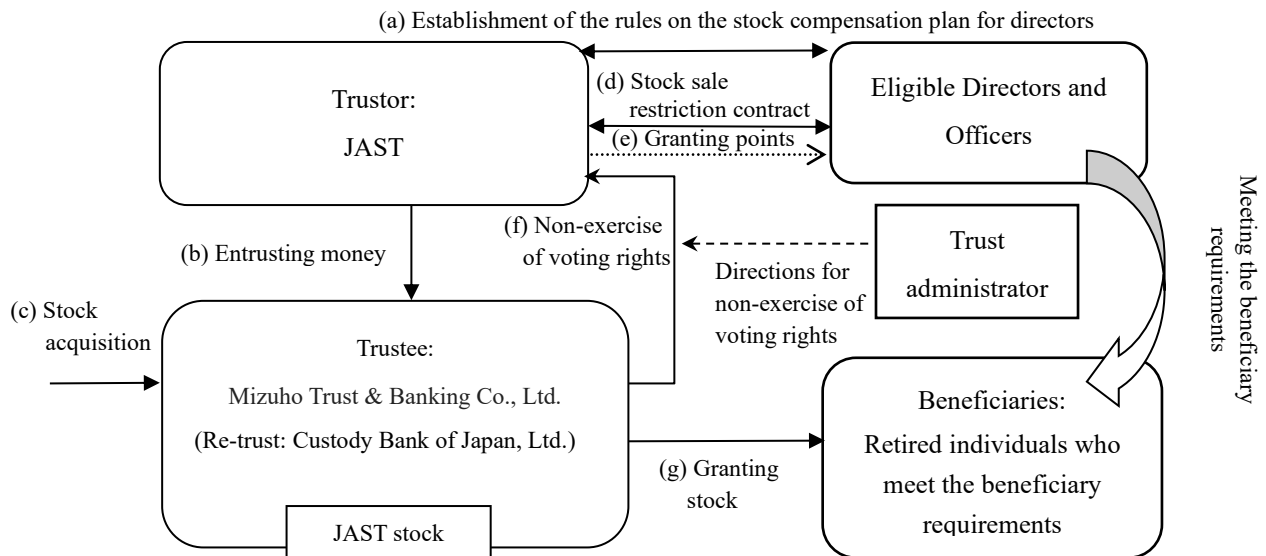 (a) Establishment of the rules on the stock compensation plan for directors
Trustor:
JAST
(d) Stock sale
restriction contract
(e) Granting points
Eligible Directors and
Officers
(b) Entrusting money
(f) Non-exercise
of voting rights
Directions for
non-exercise of
voting rights
Trust
administrator
Meeting the beneficiary
requirements
(c) Stock
acquisition
Trustee:
Mizuho Trust & Banking Co., Ltd.
(Re-trust: Custody Bank of Japan, Ltd.)
JAST stock
(g) Granting
stock
Beneficiaries:
Retired individuals who
meet the beneficiary
requirements